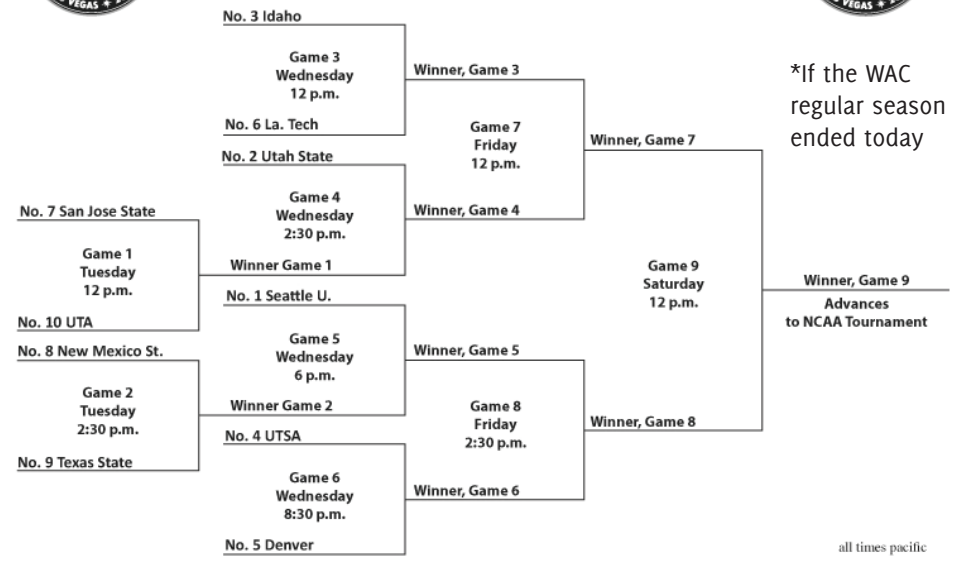 VEGAS
VEGAS
No. 3 Idaho
Game 3
Wednesday
12 p.m.
No. 6 La. Tech
Winner, Game 3
*If the WAC
regular season
ended today
Game 7
Friday
12 p.m.
Winner, Game 7
No. 2 Utah State
Game 4
Wednesday
2:30 p.m.
Winner, Game 4
No. 7 San Jose State
Game 1
Tuesday
12 p.m.
Winner Game 1
No. 10 UTA
Game 9
Saturday
12 p.m.
Winner, Game 9
Advances
to NCAA Tournament
No. 1 Seattle U.
Game 5
Wednesday
6 p.m.
Winner, Game 5
No. 8 New Mexico St.
Game 2
Tuesday
2:30 p.m.
Winner Game 2
No. 9 Texas State
Game 8
Friday
2:30 p.m.
Winner, Game 8
No. 4 UTSA
Game 6
Wednesday
8:30 p.m.
Winner, Game 6
No. 5 Denver
all times pacific